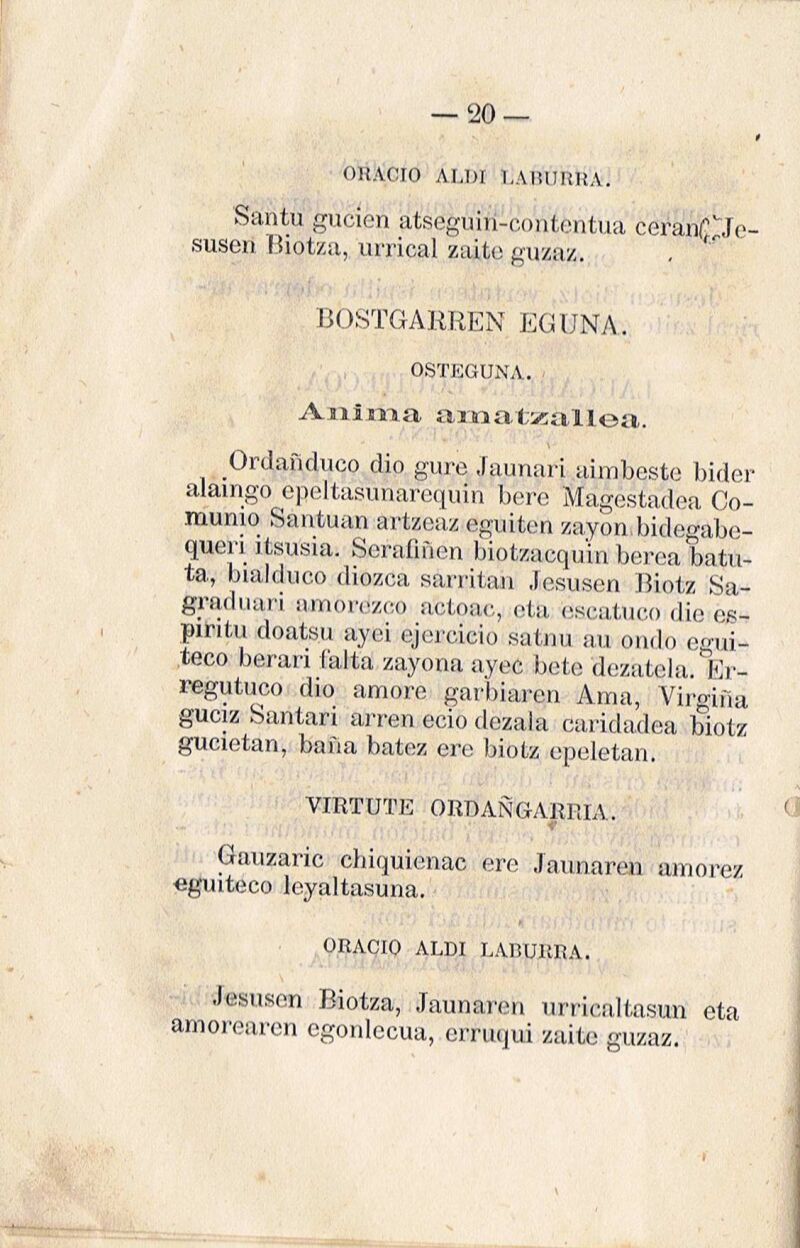 — 20 —
ORACIO ALDI LABURRA.
Santu gucien atseguin-contentua ceran Je-
susen Biotza, urrical zaite guzaz.
BOSTGARREN EGUNA.
OSTEGUNA.
Anima amatzallea.
Ordañduco dio gure Jaunari aimbeste bider
alaingo epeltasunarequin bere Magestadea Co-
munio Santuan artzeaz eguiten zayon bidegabe-
queri itsusia. Serafiñen biotzacquin berea batu-
ta, bialduco diozca sarritan Jesusen Biotz Sa-
graduari amorezco actoac, eta escatuco die es-
piritu doatsu ayei ejercicio satnu au ondo egui-
teco berari falta zayona ayec bete dezatela. Er-
regutuco dio amore garbiaren Ama, Virgiña
guciz Santari arren ecio dezala caridadea biotz
gucietan, baña batez ere biotz epeletan.
VIRTUTE ORDAÑGARRIA.
Gauzaric chiquienac ere Jaunaren amorez
eguiteco leyaltasuna.
ORACIO ALDI LABURRA.
Jesusen Biotza, Jaunaren urricaltasun eta
amorearen egonlecua, erruqui zaite guzaz.